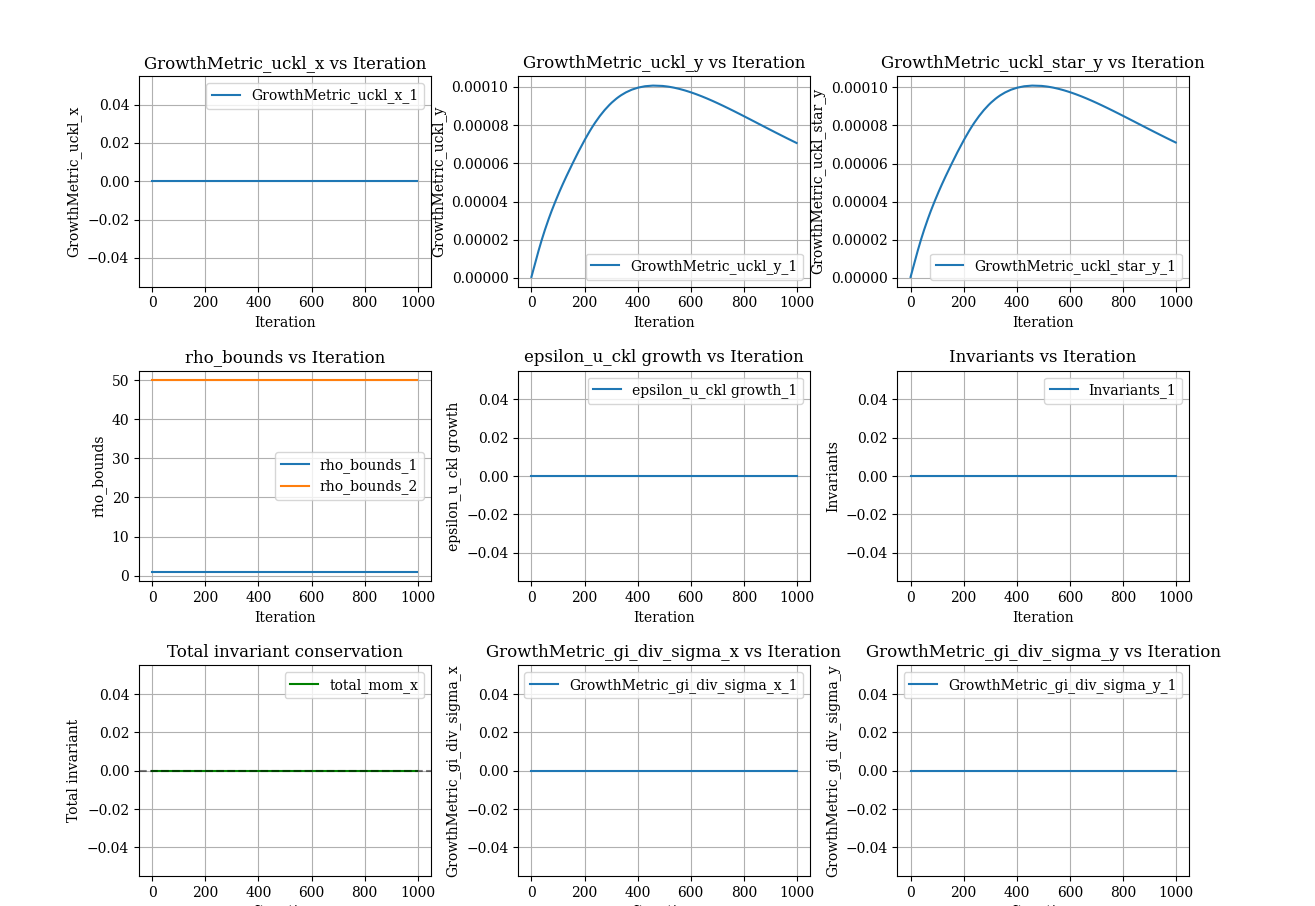 GrowthMetric_uckl_x vs Iteration
GrowthMetric_uckl_x
0.04
0.02
0.00
−0.02
−0.04
GrowthMetric_uckl_x_1
0 200 400 600 800 1000
Iteration
GrowthMetric_uckl_y vs Iteration
GrowthMetric_uckl_y
0.00010
0.00008
0.00006
0.00004
0.00002
0.00000
GrowthMetric_uckl_y_1
0 200 400 600 800 1000
Iteration
GrowthMetric_uckl_star_y vs Iteration
GrowthMetric_uckl_star_y
0.00010
0.00008
0.00006
0.00004
0.00002
0.00000
GrowthMetric_uckl_star_y_1
0 200 400 600 800 1000
Iteration
rho_bounds vs Iteration
rho_bounds
50
40
30
20
10
0
rho_bounds_1
rho_bounds_2
0 200 400 600 800 1000
Iteration
epsilon_u_ckl growth vs Iteration
epsilon_u_ckl growth
0.04
0.02
0.00
−0.02
−0.04
epsilon_u_ckl growth_1
0 200 400 600 800 1000
Iteration
Invariants vs Iteration
Invariants
0.04
0.02
0.00
−0.02
−0.04
Invariants_1
0 200 400 600 800 1000
Iteration
Total invariant conservation
Total invariant
0.04
0.02
0.00
−0.02
−0.04
total_mom_x
0 200 400 600 800 1000
GrowthMetric_gi_div_sigma_x vs Iteration
GrowthMetric_gi_div_sigma_x
0.04
0.02
0.00
−0.02
−0.04
GrowthMetric_gi_div_sigma_x_1
0 200 400 600 800 1000
GrowthMetric_gi_div_sigma_y vs Iteration
GrowthMetric_gi_div_sigma_y
0.04
0.02
0.00
−0.02
−0.04
GrowthMetric_gi_div_sigma_y_1
0 200 400 600 800 1000